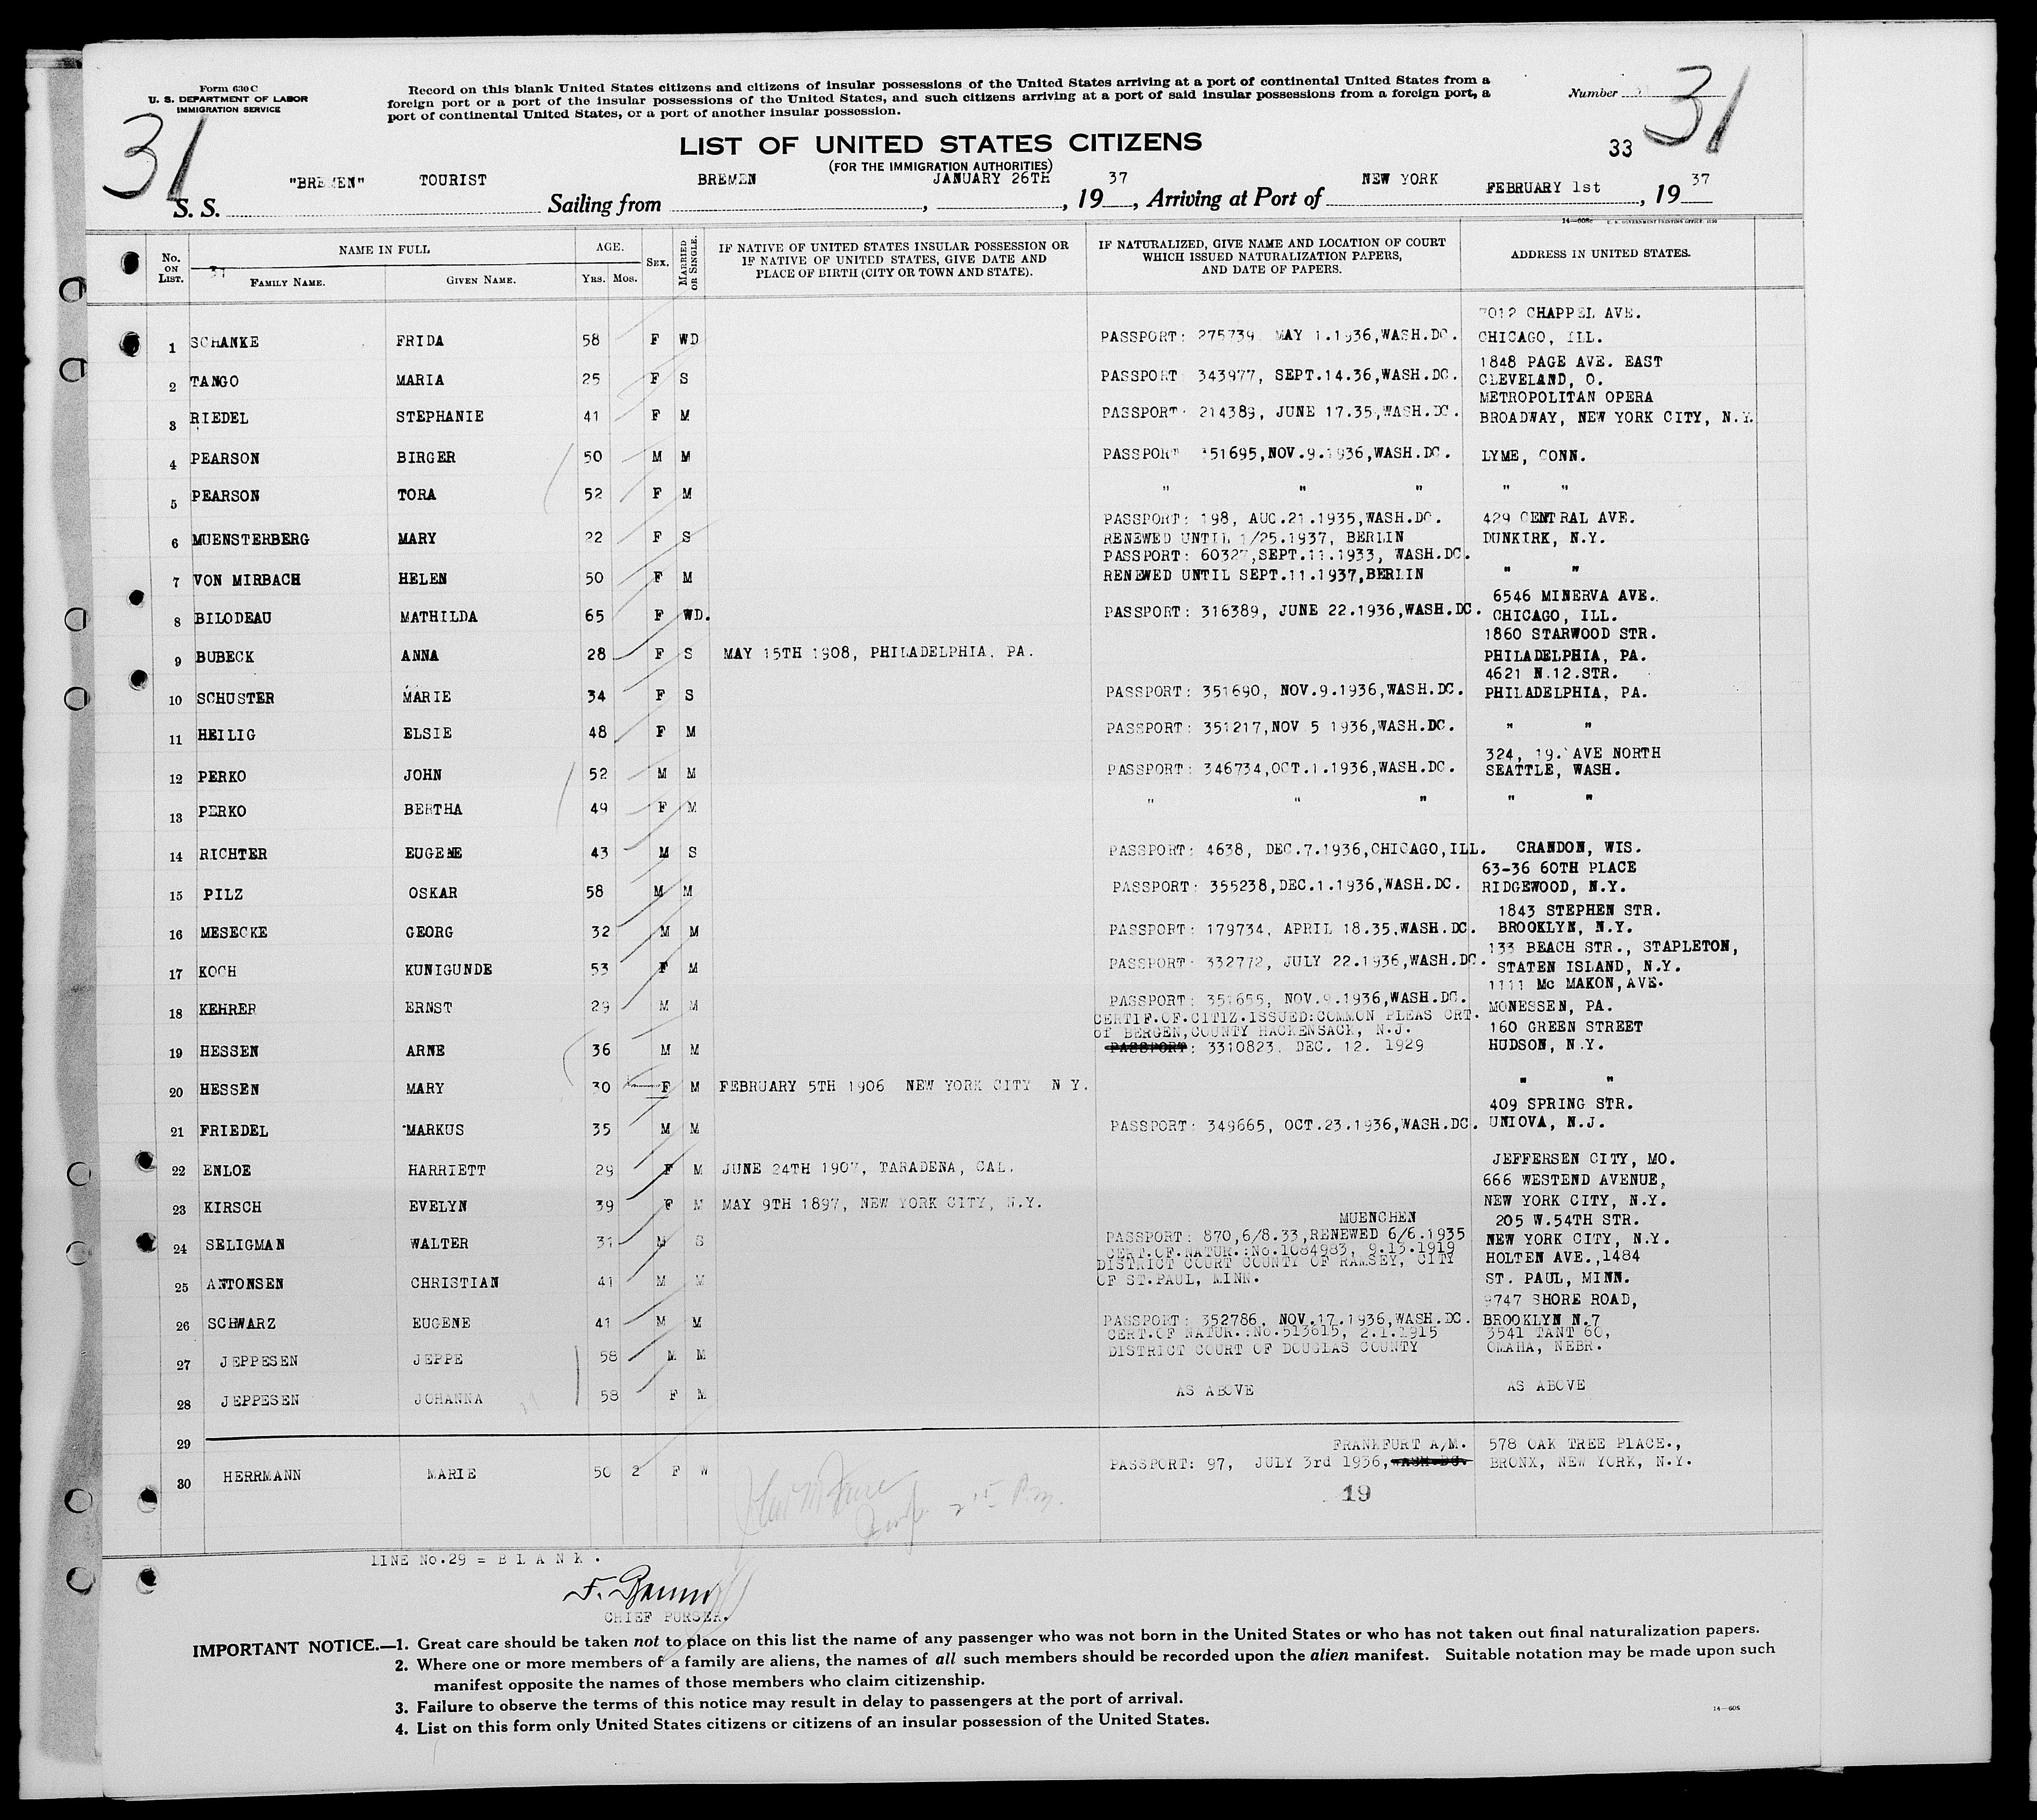 Form 630 C
U. S. DEPARTMENT OF LABOR
IMMIGRATION SERVICE
Record on this blank United States citizens and citizens of insular possessions of the United States arriving at a port of continental United States from a
foreign port or a port of the insular possessions of the United States, and such citizens arriving at a port of said insular possessions from a foreign port, a
port of continental United States, or a port of another insular possession.
Number
31
31
33
LIST OF UNITED STATES CITIZENS
(FOR THE IMMIGRATION AUTHORITIES)
S. S. "BREMEN" TOURIST Sailing from BREMEN, JANUARY 26TH, 1937, Arriving at Port of NEW YORK FEBRUARY 1st, 1937
14—608c U. S. GOVERNMENT PRINTING OFFICE
No. ON LIST. NAME IN FULL FAMILY NAME. GIVEN NAME. AGE. YRS. MOS. SEX. MARRIED OR SINGLE. IF NATIVE OF UNITED STATES INSULAR POSSESSION OR IF NATIVE OF UNITED STATES, GIVE DATE AND PLACE OF BIRTH (CITY OR TOWN AND STATE). IF NATURALIZED, GIVE NAME AND LOCATION OF COURT WHICH ISSUED NATURALIZATION PAPERS, AND DATE OF PAPERS. ADDRESS IN UNITED STATES.
7012 CHAPPEL AVE.
1 SCHANKE FRIDA 58 F WD PASSPORT: 275739, MAY 1.1936,WASH.DC. CHICAGO, ILL.
1848 PAGE AVE. EAST
2 TANGO MARIA 25 F S PASSPORT 343977, SEPT.14.36,WASH.DC. CLEVELAND, O.
METROPOLITAN OPERA
3 RIEDEL STEPHANIE 41 F M PASSPORT: 214389, JUNE 17.35,WASH.DC. BROADWAY, NEW YORK CITY, N.Y.
4 PEARSON BIRGER 50 M M PASSPORT 351695,NOV.9.1936,WASH.DC. LYME, CONN.
5 PEARSON TORA 52 F M " " " " "
PASSPORT: 198, AUG.21.1935,WASH.DC. 429 CENTRAL AVE.
6 MUENSTERBERG MARY 22 F S RENEWED UNTIL 1/25.1937, BERLIN DUNKIRK, N.Y.
PASSPORT: 60327,SEPT.11.1933, WASH.DC.
7 VON MIRBACH HELEN 50 F M RENEWED UNTIL SEPT.11.1937,BERLIN " "
6546 MINERVA AVE.
8 BILODEAU MATHILDA 65 F WD. PASSPORT: 316389, JUNE 22.1936,WASH.DC. CHICAGO, ILL.
1860 STARWOOD STR.
9 BUBECK ANNA 28 F S MAY 15TH 1908, PHILADELPHIA, PA. PHILADELPHIA, PA.
4621 N.12.STR.
10 SCHUSTER MARIE 34 F S PASSPORT: 351690, NOV.9.1936,WASH.DC. PHILADELPHIA, PA.
11 HEILIG ELSIE 48 F M PASSPORT: 351217,NOV 5 1936,WASH.DC. " "
324, 19. AVE NORTH
12 PERKO JOHN 52 M M PASSPORT: 346734,OCT.1.1936,WASH.DC. SEATTLE, WASH.
13 PERKO BERTHA 49 F M " " " " "
14 RICHTER EUGENE 43 M S PASSPORT: 4638, DEC.7.1936,CHICAGO,ILL. CRANDON, WIS.
63-36 60TH PLACE
15 PILZ OSKAR 58 M M PASSPORT: 355238,DEC.1.1936,WASH.DC. RIDGEWOOD, N.Y.
1843 STEPHEN STR.
16 MESECKE GEORG 32 M M PASSPORT: 179734, APRIL 18.35,WASH.DC. BROOKLYN, N.Y.
133 BEACH STR., STAPLETON,
17 KOCH KUNIGUNDE 53 F M PASSPORT: 332772, JULY 22.1936,WASH.DC. STATEN ISLAND, N.Y.
1111 Mc MAKON,AVE.
18 KEHRER ERNST 29 M M PASSPORT: 351655, NOV.9.1936,WASH.DC. MONESSEN, PA.
CERTIF.OF.CITIZ.ISSUED:COMMON PLEAS CRT.
of BERGEN,COUNTY HACKENSACK, N.J. 160 GREEN STREET
19 HESSEN ARNE 36 M M PASSPORT: 3310823, DEC. 12. 1929 HUDSON, N.Y.
20 HESSEN MARY 30 F M FEBRUARY 5TH 1906 NEW YORK CITY N Y. " "
409 SPRING STR.
21 FRIEDEL MARKUS 35 M M PASSPORT: 349665, OCT.23.1936,WASH.DC. UNIOVA, N.J.
22 ENLOE HARRIETT 29 F M JUNE 24TH 1907, TARADENA, CAL. JEFFERSEN CITY, MO.
666 WESTEND AVENUE,
23 KIRSCH EVELYN 39 F M MAY 9TH 1897, NEW YORK CITY, N.Y. NEW YORK CITY, N.Y.
MUENCHEN 205 W.54TH STR.
24 SELIGMAN WALTER 31 M S PASSPORT: 870,6/8.33,RENEWED 6/6.1935 NEW YORK CITY, N.Y.
CERT.OF.NATUR.:No.1084983, 9.13.1919 HOLTEN AVE.,1484
DISTRICT COURT COUNTY OF RAMSEY, CITY
25 ANTONSEN CHRISTIAN 41 M M OF ST.PAUL, MINN. ST. PAUL, MINN.
9747 SHORE ROAD,
26 SCHWARZ EUGENE 41 M M PASSPORT: 352786, NOV.17.1936,WASH.DC. BROOKLYN N.7
CERT.OF NATUR.:No.513615, 2.1.1915 3541 TANT 60,
27 JEPPESEN JEPPE 58 M M DISTRICT COURT OF DOUGLAS COUNTY OMAHA, NEBR.
28 JEPPESEN JOHANNA 58 F M AS ABOVE AS ABOVE
29
FRANKFURT A/M. 578 OAK TREE PLACE.,
30 HERRMANN MARIE 50 2 F W PASSPORT: 97, JULY 3rd 1936,WASH.DC. BRONX, NEW YORK, N.Y.
19
LINE No.29 = B L A N K .
CHIEF PURSER.
IMPORTANT NOTICE.—1. Great care should be taken not to place on this list the name of any passenger who was not born in the United States or who has not taken out final naturalization papers.
2. Where one or more members of a family are aliens, the names of all such members should be recorded upon the alien manifest. Suitable notation may be made upon such
manifest opposite the names of those members who claim citizenship.
3. Failure to observe the terms of this notice may result in delay to passengers at the port of arrival.
4. List on this form only United States citizens or citizens of an insular possession of the United States.
14—608